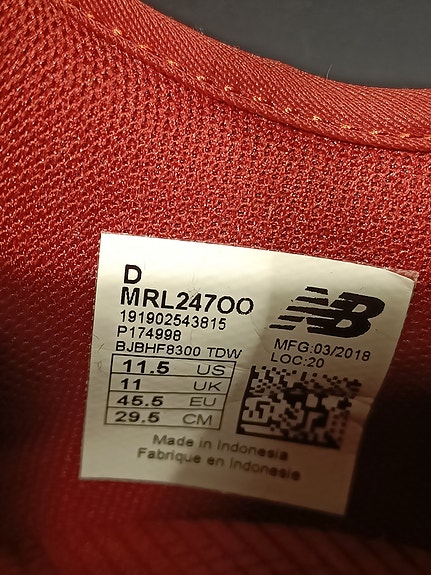 D
MRL247OO
191902543815
P174998
BJBHF8300 TDW
NB
MFG:03/2018
LOC:20
11.5 US
11 UK
45.5 EU
29.5 CM
Made in Indonesia
Fabrique en Indonesie